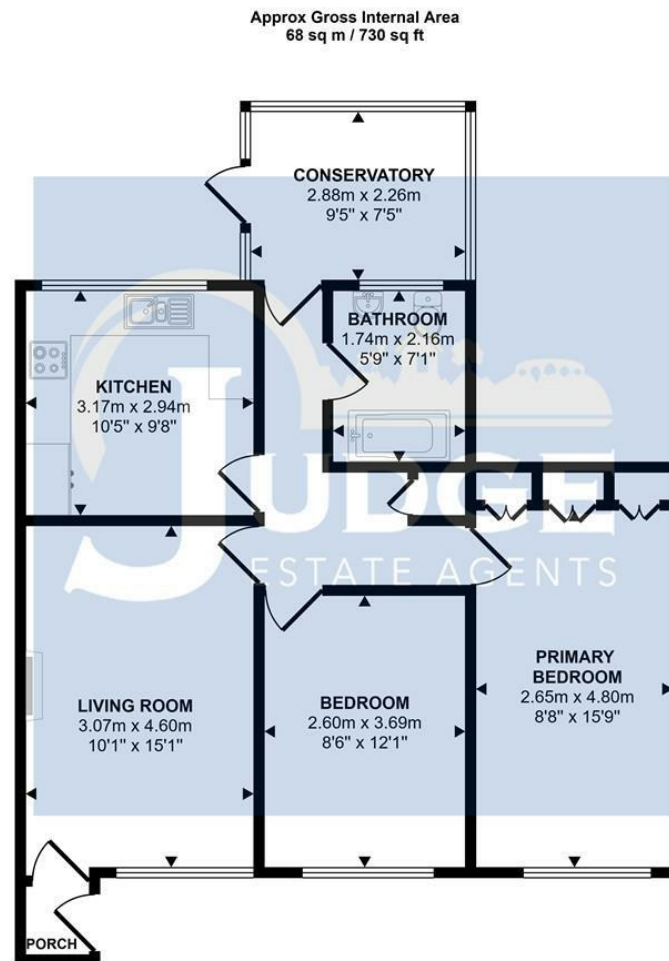 Approx Gross Internal Area
68 sq m / 730 sq ft
CONSERVATORY
2.88m x 2.26m
9'5" x 7'5"
BATHROOM
1.74m x 2.16m
5'9" x 7'1"
KITCHEN
3.17m x 2.94m
10'5" x 9'8"
JUDGE
ESTATE AGENTS
LIVING ROOM
3.07m x 4.60m
10'1" x 15'1"
BEDROOM
2.60m x 3.69m
8'6" x 12'1"
PRIMARY
BEDROOM
2.65m x 4.80m
8'8" x 15'9"
PORCH